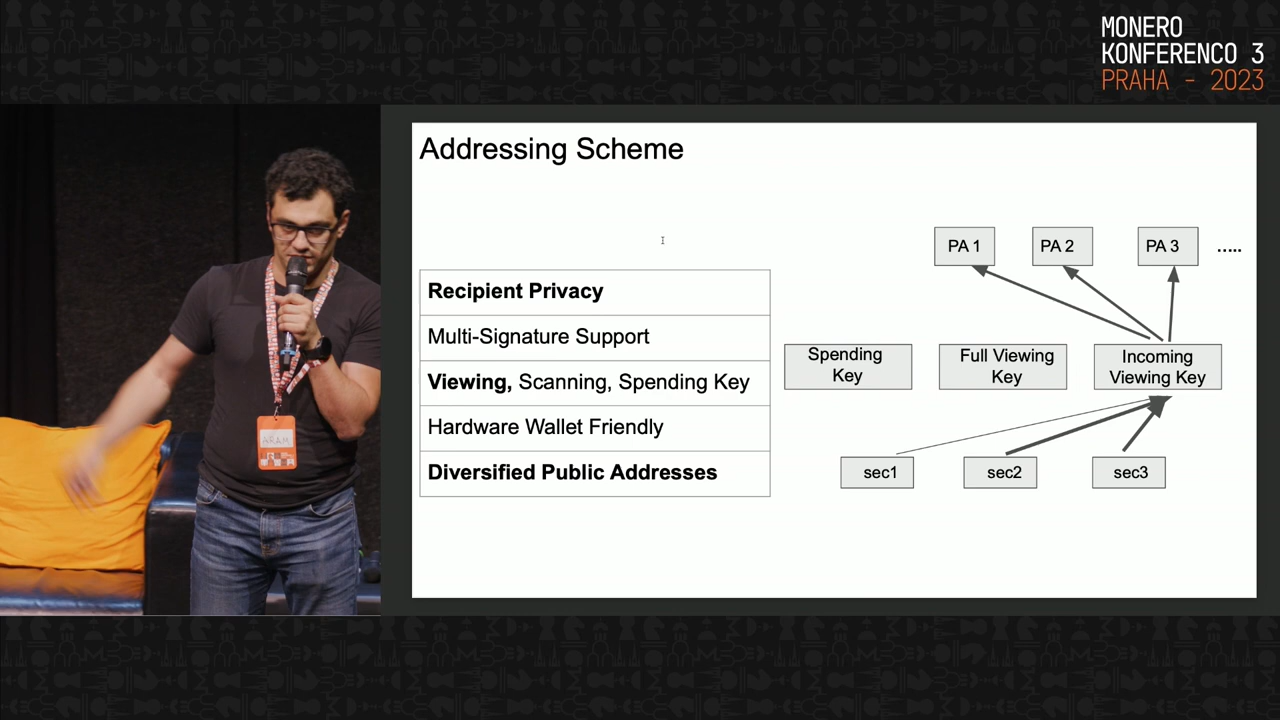 MONERO
KONFERENCO 3
PRAHA - 2023
Addressing Scheme
Recipient Privacy
Multi-Signature Support
Viewing, Scanning, Spending Key
Hardware Wallet Friendly
Diversified Public Addresses
PA 1
PA 2
PA 3
.....
Spending
Key
Full Viewing
Key
Incoming
Viewing Key
sec1
sec2
sec3
ARAM